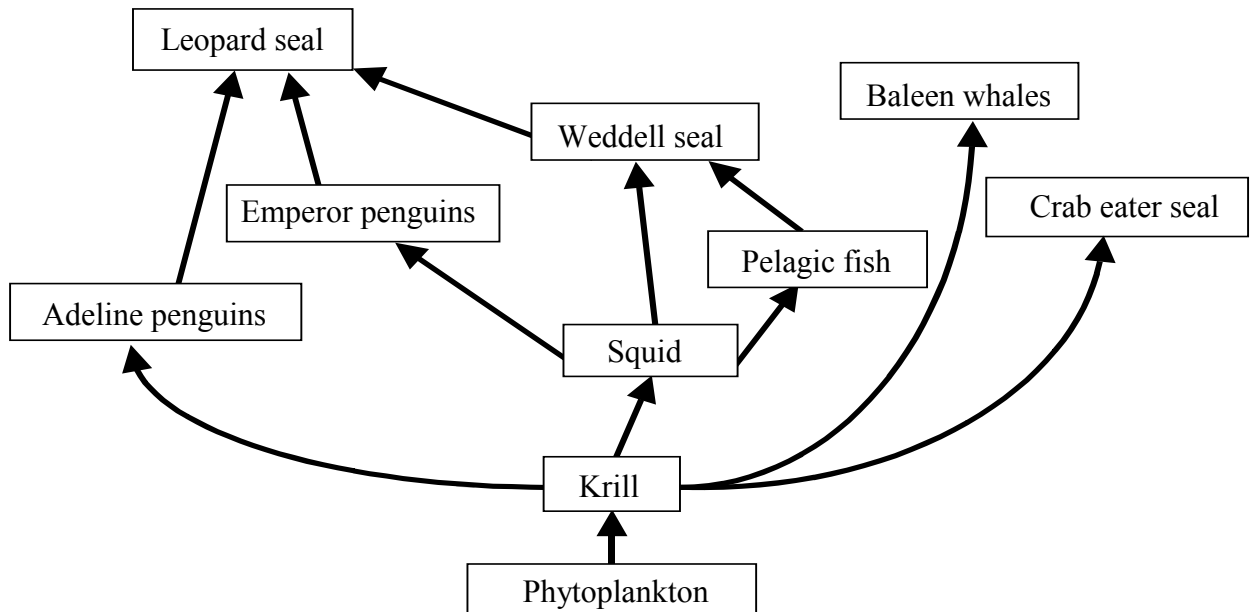 Leopard seal
Baleen whales
Weddell seal
Emperor penguins
Crab eater seal
Pelagic fish
Adeline penguins
Squid
Krill
Phytoplankton